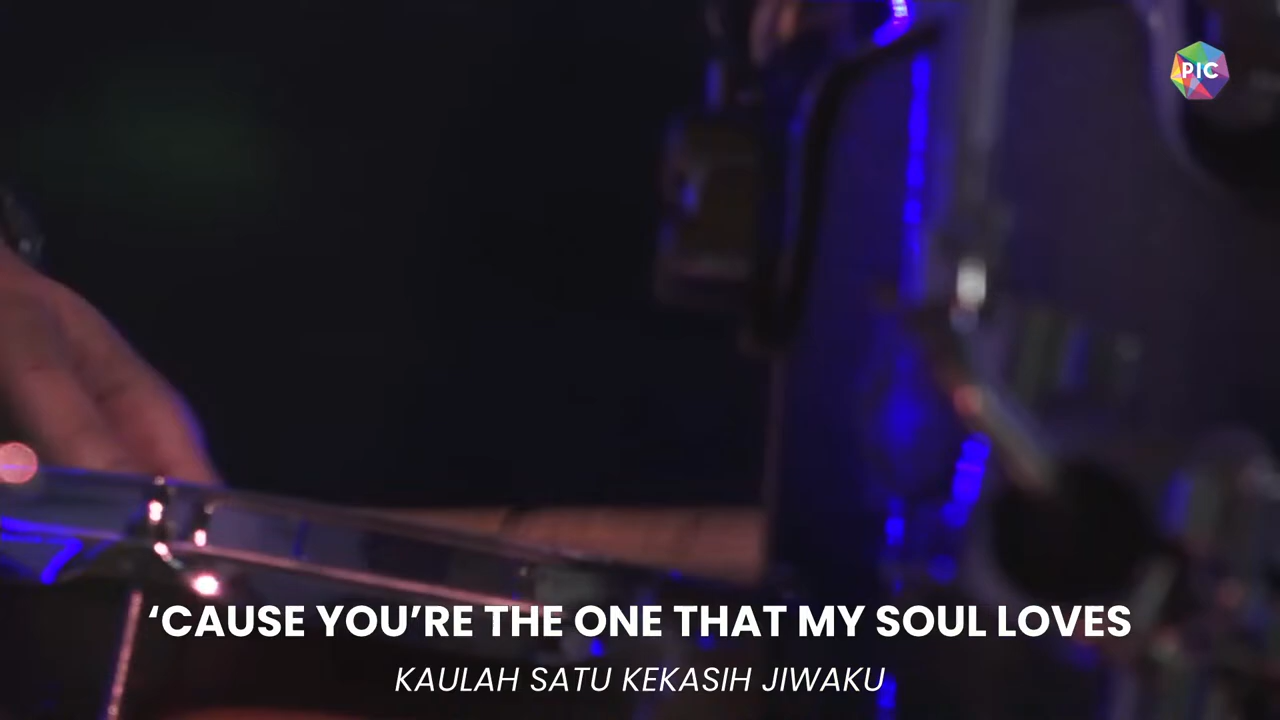 PIC
‘CAUSE YOU’RE THE ONE THAT MY SOUL LOVES
KAULAH SATU KEKASIH JIWAKU